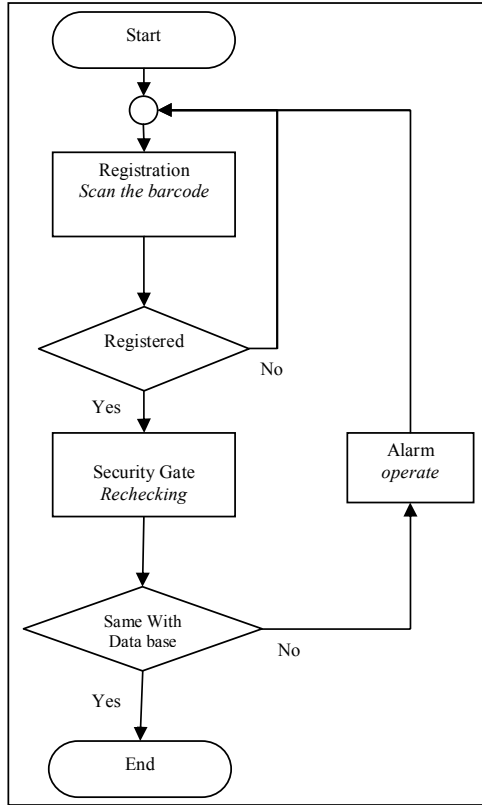 Start
Registration
Scan the barcode
Registered
No
Yes
Security Gate
Rechecking
Alarm
operate
Same With
Data base
No
Yes
End